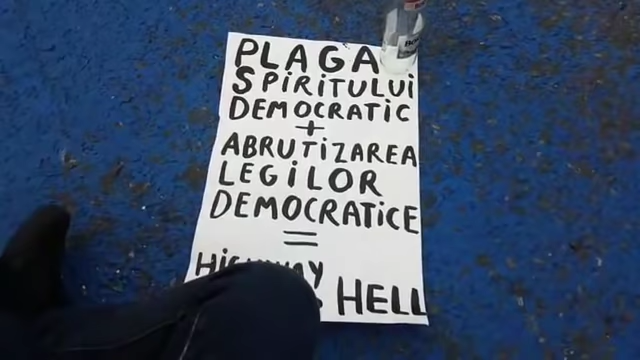 PLAGA
SPiRiTULUi
DEMOCRATiC
+
ABRUTiZAREA
LEGiLOR
DEMOCRATiCE
=
HiGHWAY
HELL